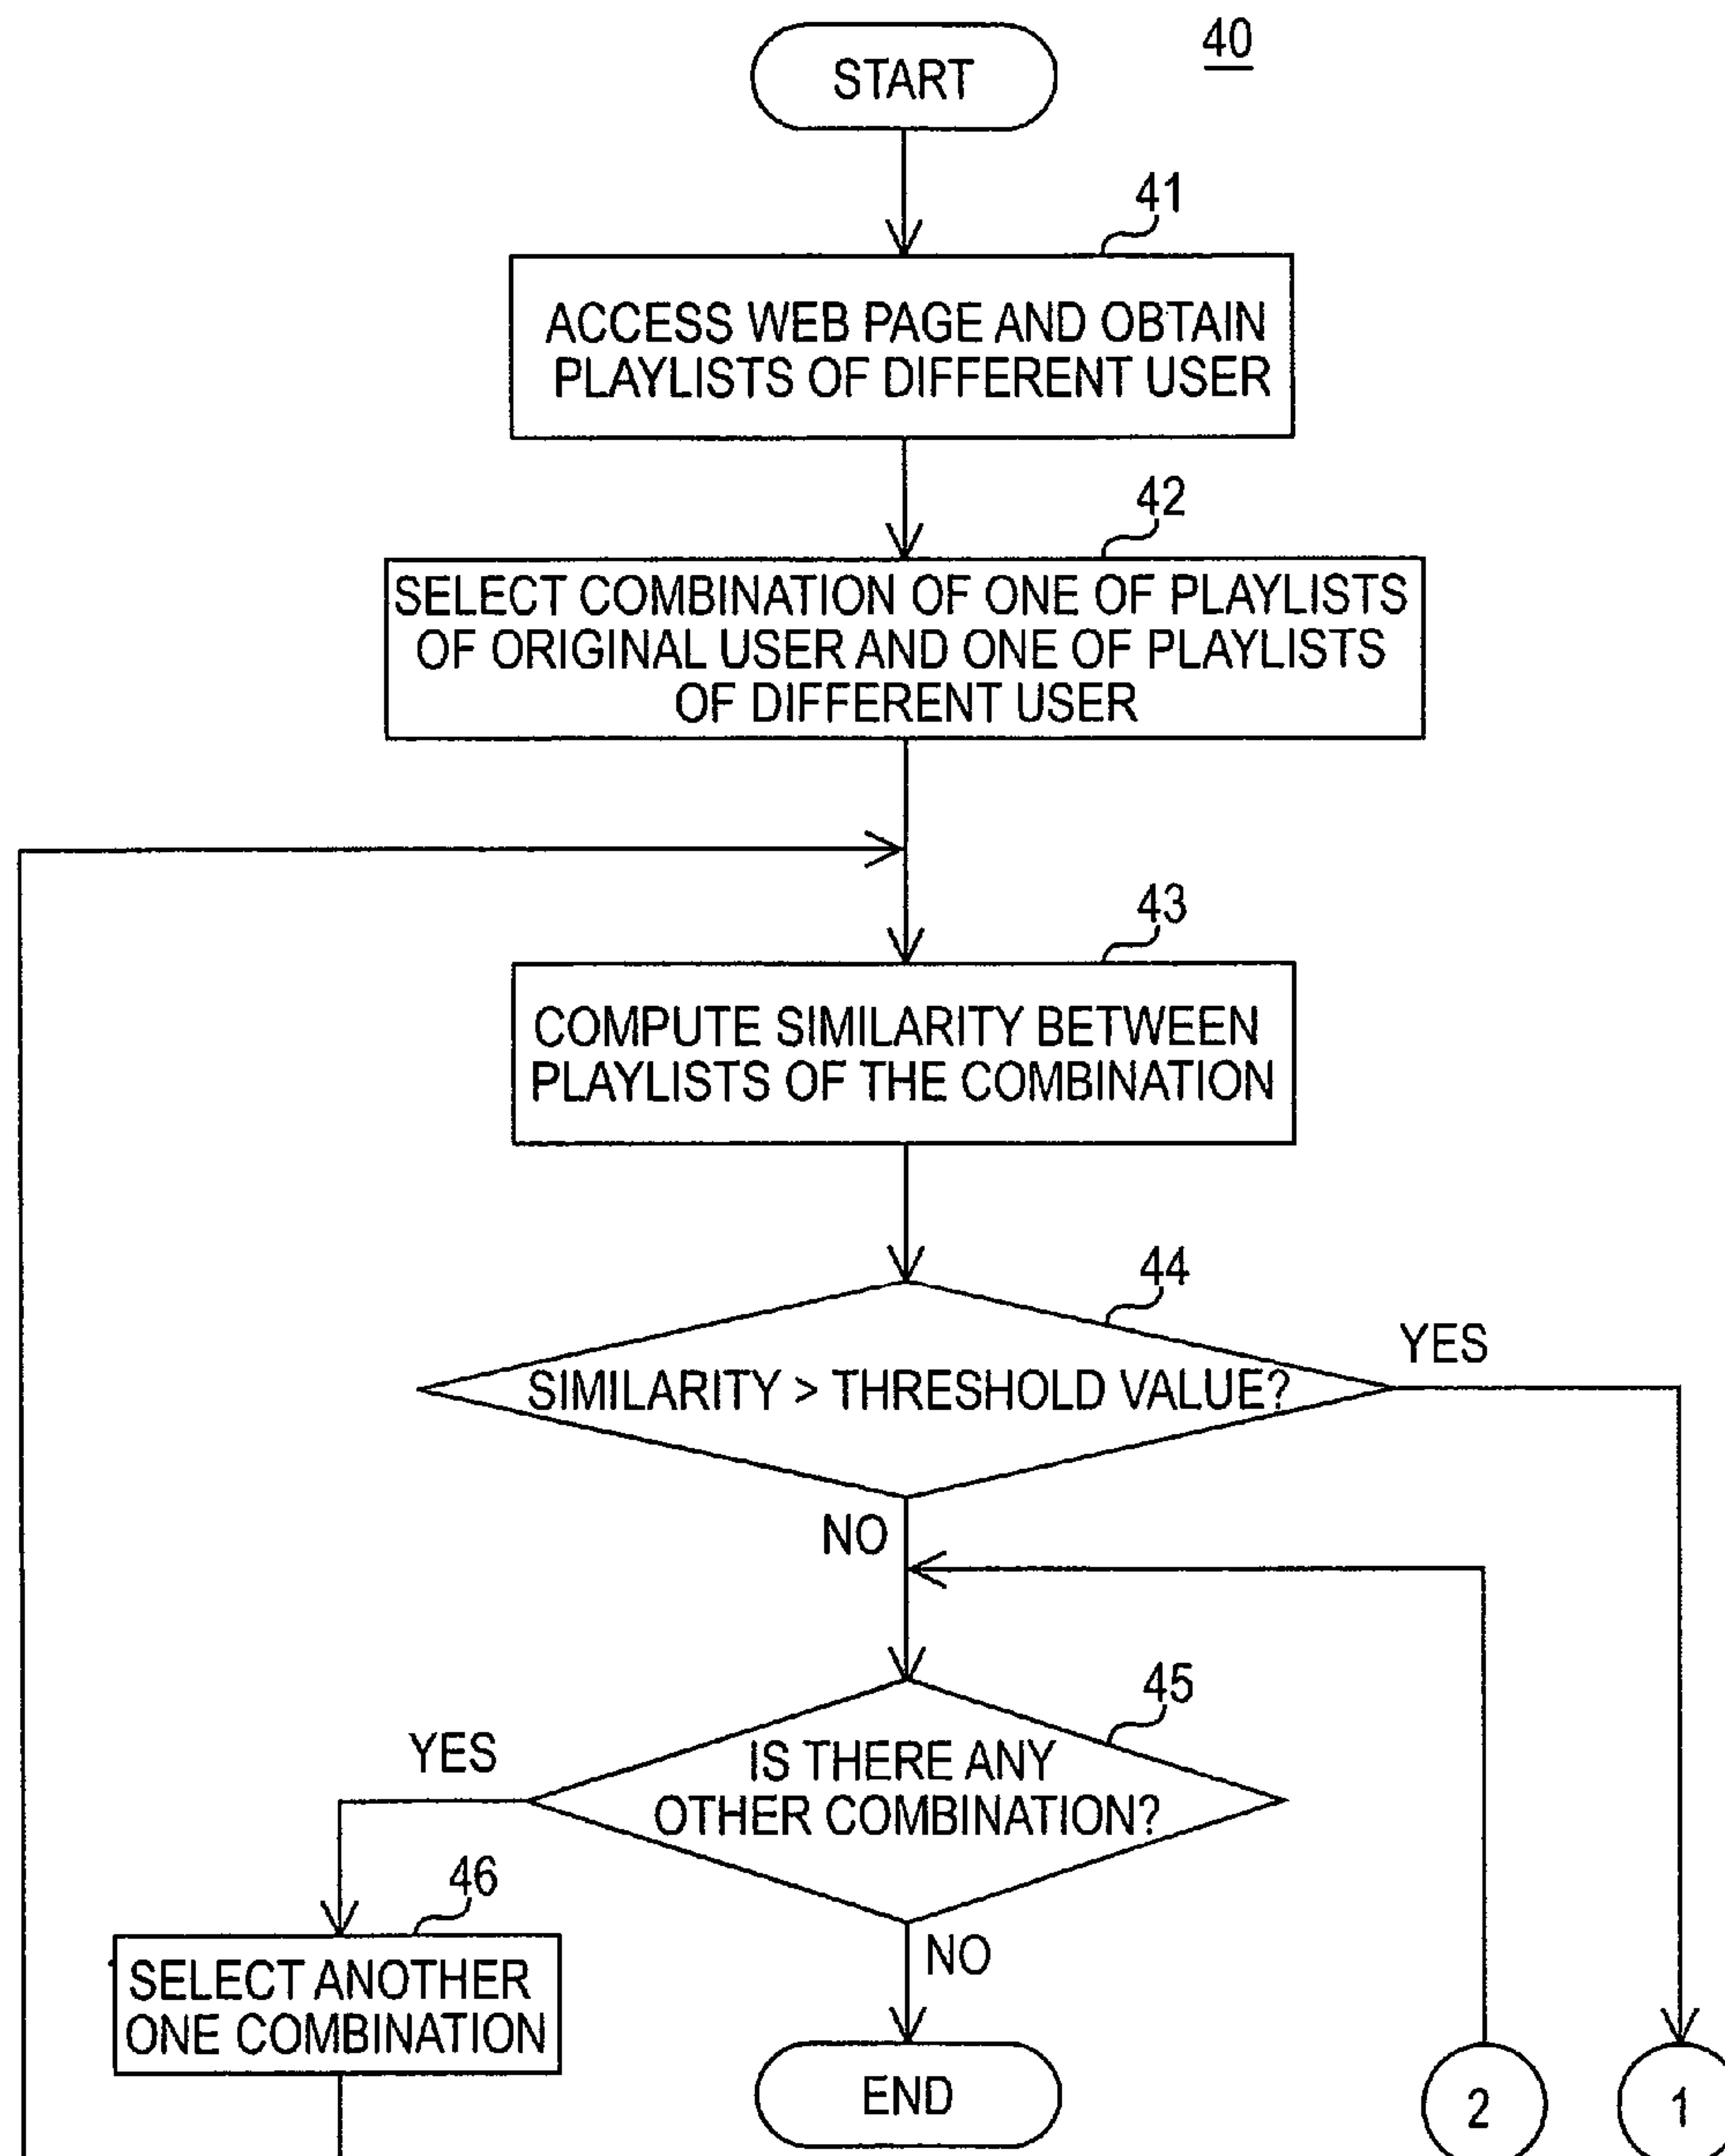 40
START
41
ACCESS WEB PAGE AND OBTAIN
PLAYLISTS OF DIFFERENT USER
42
SELECT COMBINATION OF ONE OF PLAYLISTS
OF ORIGINAL USER AND ONE OF PLAYLISTS
OF DIFFERENT USER
43
COMPUTE SIMILARITY BETWEEN
PLAYLISTS OF THE COMBINATION
44
SIMILARITY > THRESHOLD VALUE?
YES
NO
45
IS THERE ANY
OTHER COMBINATION?
YES
46
SELECT ANOTHER
ONE COMBINATION
NO
END
2
1